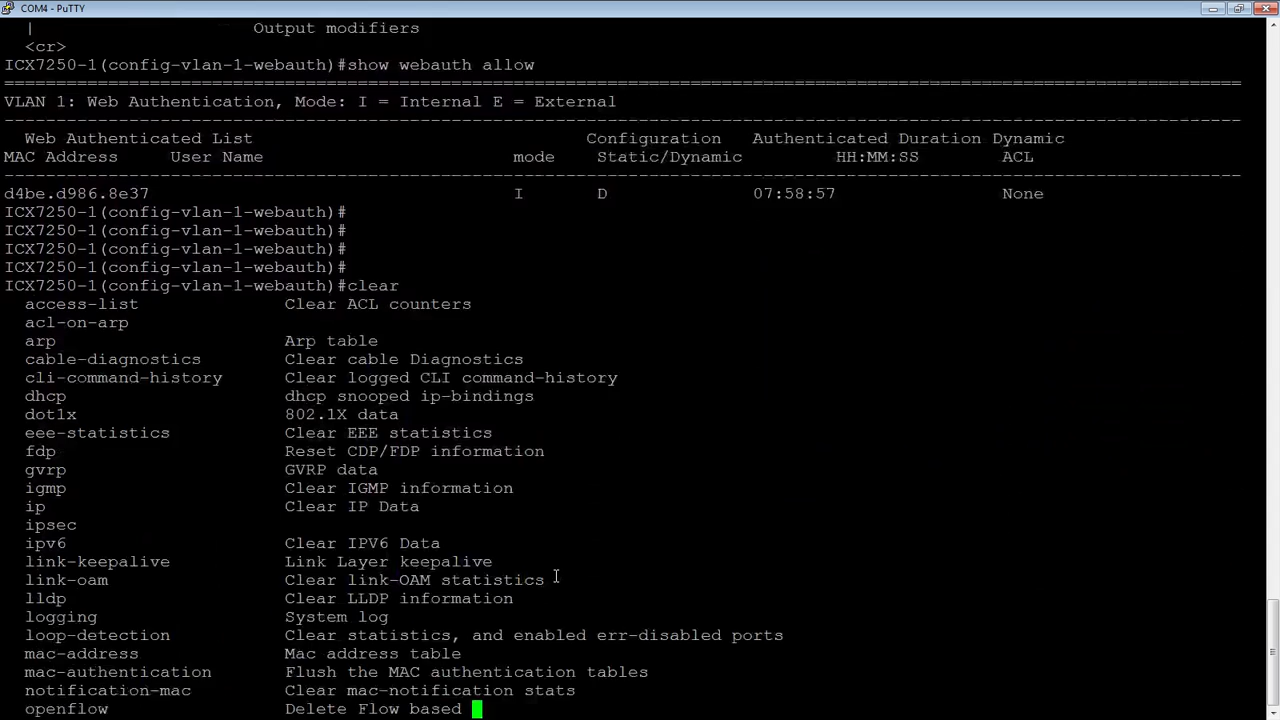 COM4 - PuTTY
| Output modifiers
<cr>
ICX7250-1(config-vlan-1-webauth)#show webauth allow
========================================================================================================================
VLAN 1: Web Authentication, Mode: I = Internal E = External
------------------------------------------------------------------------------------------------------------------------
Web Authenticated List Configuration Authenticated Duration Dynamic
MAC Address User Name mode Static/Dynamic HH:MM:SS ACL
------------------------------------------------------------------------------------------------------------------------
d4be.d986.8e37 I D 07:58:57 None
ICX7250-1(config-vlan-1-webauth)#
ICX7250-1(config-vlan-1-webauth)#
ICX7250-1(config-vlan-1-webauth)#
ICX7250-1(config-vlan-1-webauth)#
ICX7250-1(config-vlan-1-webauth)#clear
access-list Clear ACL counters
acl-on-arp
arp Arp table
cable-diagnostics Clear cable Diagnostics
cli-command-history Clear logged CLI command-history
dhcp dhcp snooped ip-bindings
dot1x 802.1X data
eee-statistics Clear EEE statistics
fdp Reset CDP/FDP information
gvrp GVRP data
igmp Clear IGMP information
ip Clear IP Data
ipsec
ipv6 Clear IPV6 Data
link-keepalive Link Layer keepalive
link-oam Clear link-OAM statistics
lldp Clear LLDP information
logging System log
loop-detection Clear statistics, and enabled err-disabled ports
mac-address Mac address table
mac-authentication Flush the MAC authentication tables
notification-mac Clear mac-notification stats
openflow Delete Flow based